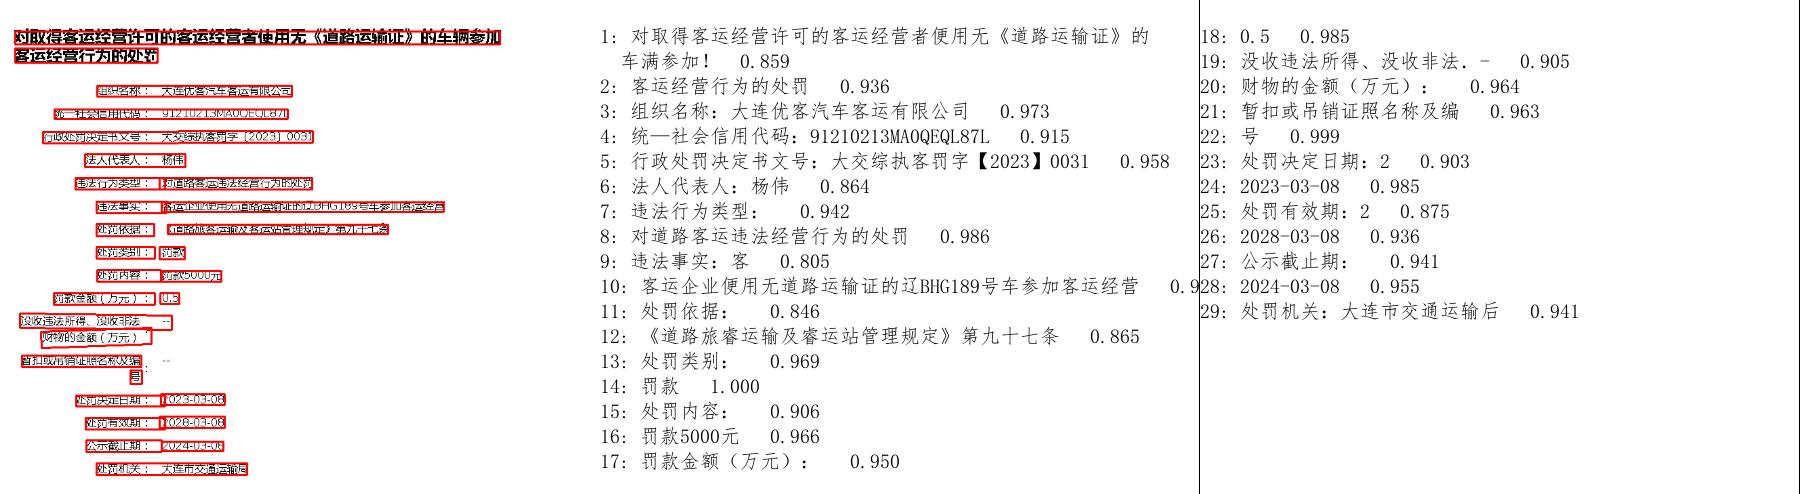 对取得客运经营许可的客运经营者使用无《道路运输证》的车辆参加
客运经营行为的处罚
组织名称： 大连优客汽车客运有限公司
统一社会信用代码： 91210213MA0QEQL87L
行政处罚决定书文号： 大交综执客罚字〔2023〕0031
法人代表人： 杨伟
违法行为类型： 对道路客运违法经营行为的处罚
违法事实： 客运企业使用无道路运输证的辽BHG189号车参加客运经营
处罚依据： 《道路旅客运输及客运站管理规定》第九十七条
处罚类别： 罚款
处罚内容： 罚款5000元
罚款金额（万元）： 0.5
没收违法所得、没收非法 --
财物的金额（万元）：
暂扣或吊销证照名称及编 --
号：
处罚决定日期： 2023-03-08
处罚有效期： 2028-03-08
公示截止期： 2024-03-08
处罚机关： 大连市交通运输局
1: 对取得客运经营许可的客运经营者便用无《道路运输证》的
车满参加! 0.859
2: 客运经营行为的处罚 0.936
3: 组织名称: 大连优客汽车客运有限公司 0.973
4: 统一社会信用代码: 91210213MA0QEQL87L 0.915
5: 行政处罚决定书文号: 大交综执客罚字【2023】0031 0.958
6: 法人代表人: 杨伟 0.864
7: 违法行为类型: 0.942
8: 对道路客运违法经营行为的处罚 0.986
9: 违法事实: 客 0.805
10: 客运企业便用无道路运输证的辽BHG189号车参加客运经营 0.9
11: 处罚依据: 0.846
12: 《道路旅睿运输及睿运站管理规定》第九十七条 0.865
13: 处罚类别: 0.969
14: 罚款 1.000
15: 处罚内容: 0.906
16: 罚款5000元 0.966
17: 罚款金额（万元）: 0.950
18: 0.5 0.985
19: 没收违法所得、没收非法. - 0.905
20: 财物的金额（万元）: 0.964
21: 暂扣或吊销证照名称及编 0.963
22: 号 0.999
23: 处罚决定日期: 2 0.903
24: 2023-03-08 0.985
25: 处罚有效期: 2 0.875
26: 2028-03-08 0.936
27: 公示截止期: 0.941
28: 2024-03-08 0.955
29: 处罚机关: 大连市交通运输后 0.941